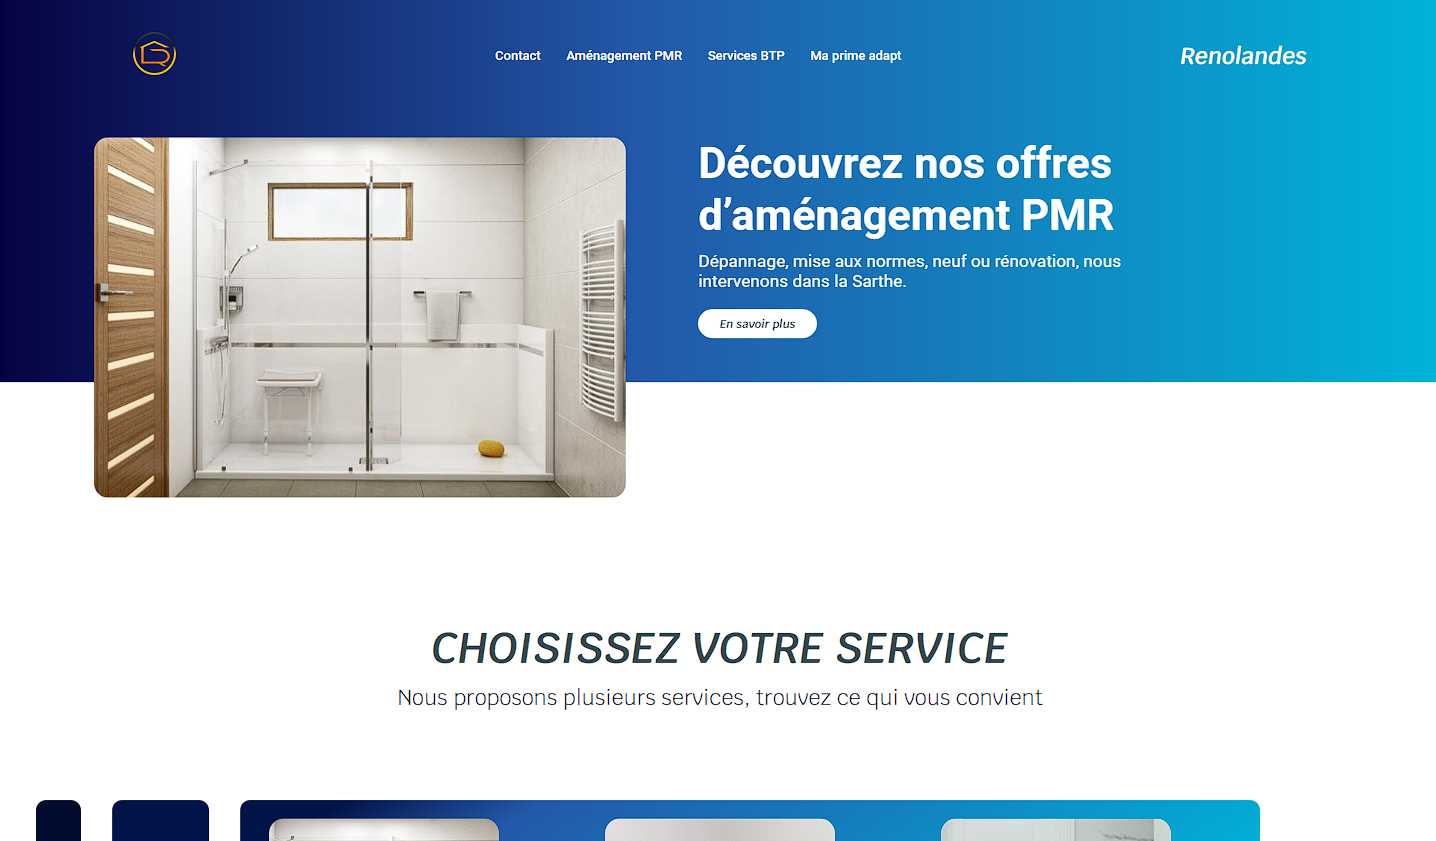 Contact Aménagement PMR Services BTP Ma prime adapt
Renolandes
Découvrez nos offres
d’aménagement PMR
Dépannage, mise aux normes, neuf ou rénovation, nous
intervenons dans la Sarthe.
En savoir plus
CHOISISSEZ VOTRE SERVICE
Nous proposons plusieurs services, trouvez ce qui vous convient